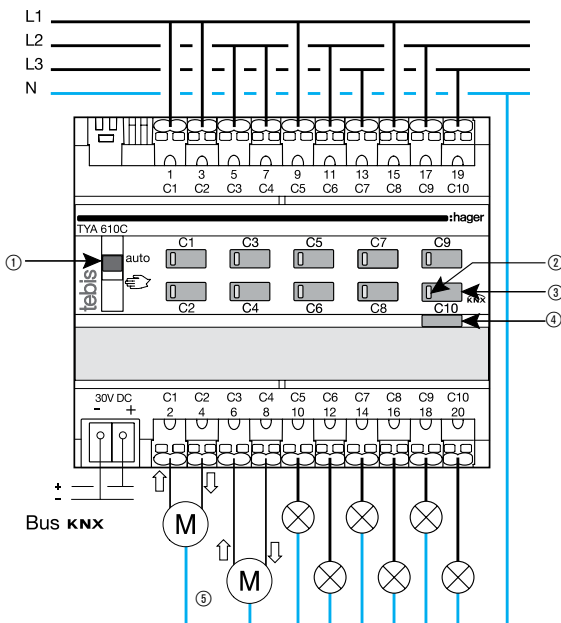 L1
L2
L3
N
1 3 5 7 9 11 13 15 17 19
C1 C2 C3 C4 C5 C6 C7 C8 C9 C10
:hager
TYA 610C
C1 C3 C5 C7 C9
① auto ②
tebis
③
KNX
C2 C4 C6 C8 C10
④
30V DC
- +
C1 C2 C3 C4 C5 C6 C7 C8 C9 C10
2 4 6 8 10 12 14 16 18 20
+
-
Bus KNX
M
M
⑤